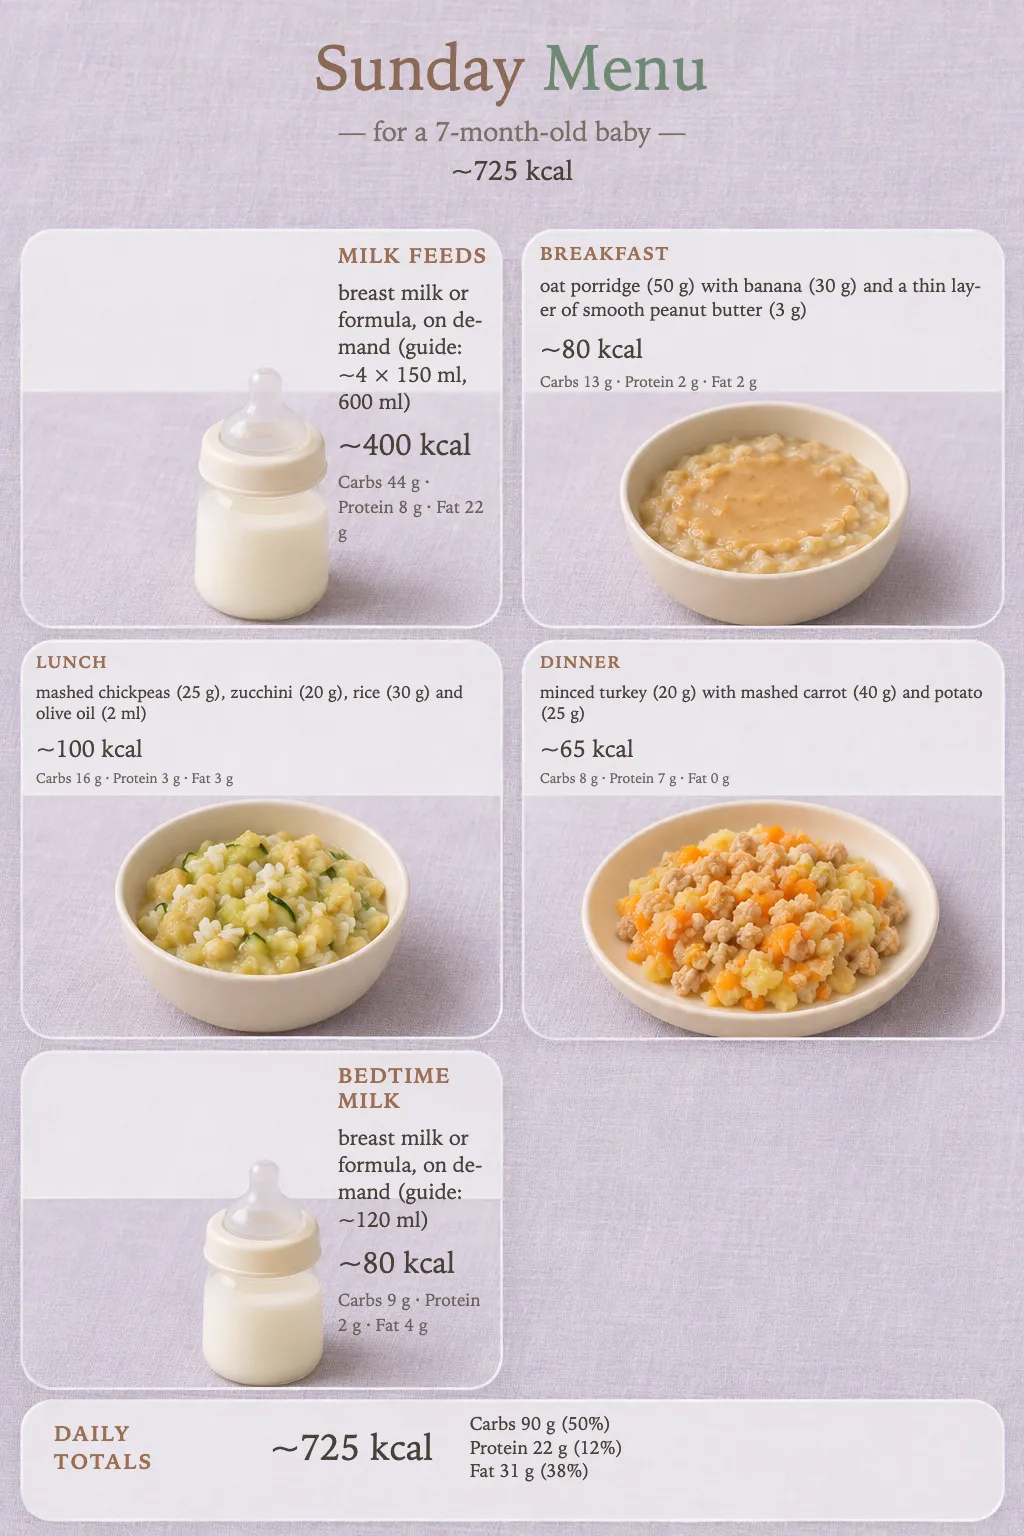 Sunday Menu
— for a 7-month-old baby —
~725 kcal
MILK FEEDS
breast milk or
formula, on de-
mand (guide:
~4 × 150 ml,
600 ml)
~400 kcal
Carbs 44 g ·
Protein 8 g · Fat 22
g
BREAKFAST
oat porridge (50 g) with banana (30 g) and a thin lay-
er of smooth peanut butter (3 g)
~80 kcal
Carbs 13 g · Protein 2 g · Fat 2 g
LUNCH
mashed chickpeas (25 g), zucchini (20 g), rice (30 g) and
olive oil (2 ml)
~100 kcal
Carbs 16 g · Protein 3 g · Fat 3 g
DINNER
minced turkey (20 g) with mashed carrot (40 g) and potato
(25 g)
~65 kcal
Carbs 8 g · Protein 7 g · Fat 0 g
BEDTIME
MILK
breast milk or
formula, on de-
mand (guide:
~120 ml)
~80 kcal
Carbs 9 g · Protein
2 g · Fat 4 g
DAILY
TOTALS
~725 kcal
Carbs 90 g (50%)
Protein 22 g (12%)
Fat 31 g (38%)